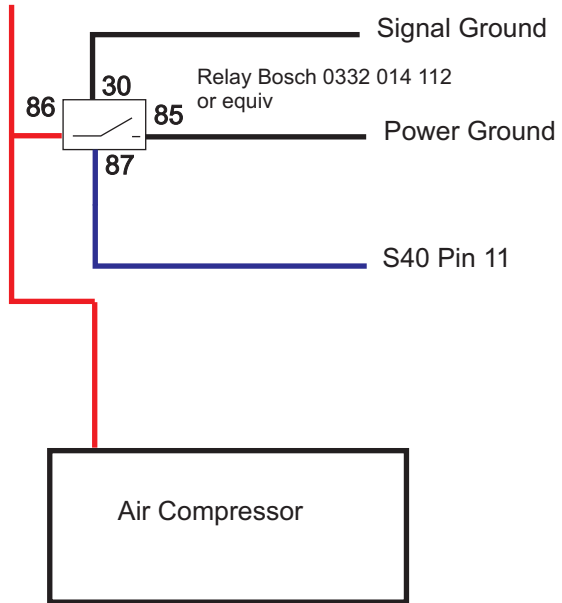 Signal Ground
30
Relay Bosch 0332 014 112
or equiv
86
85
Power Ground
87
S40 Pin 11
Air Compressor